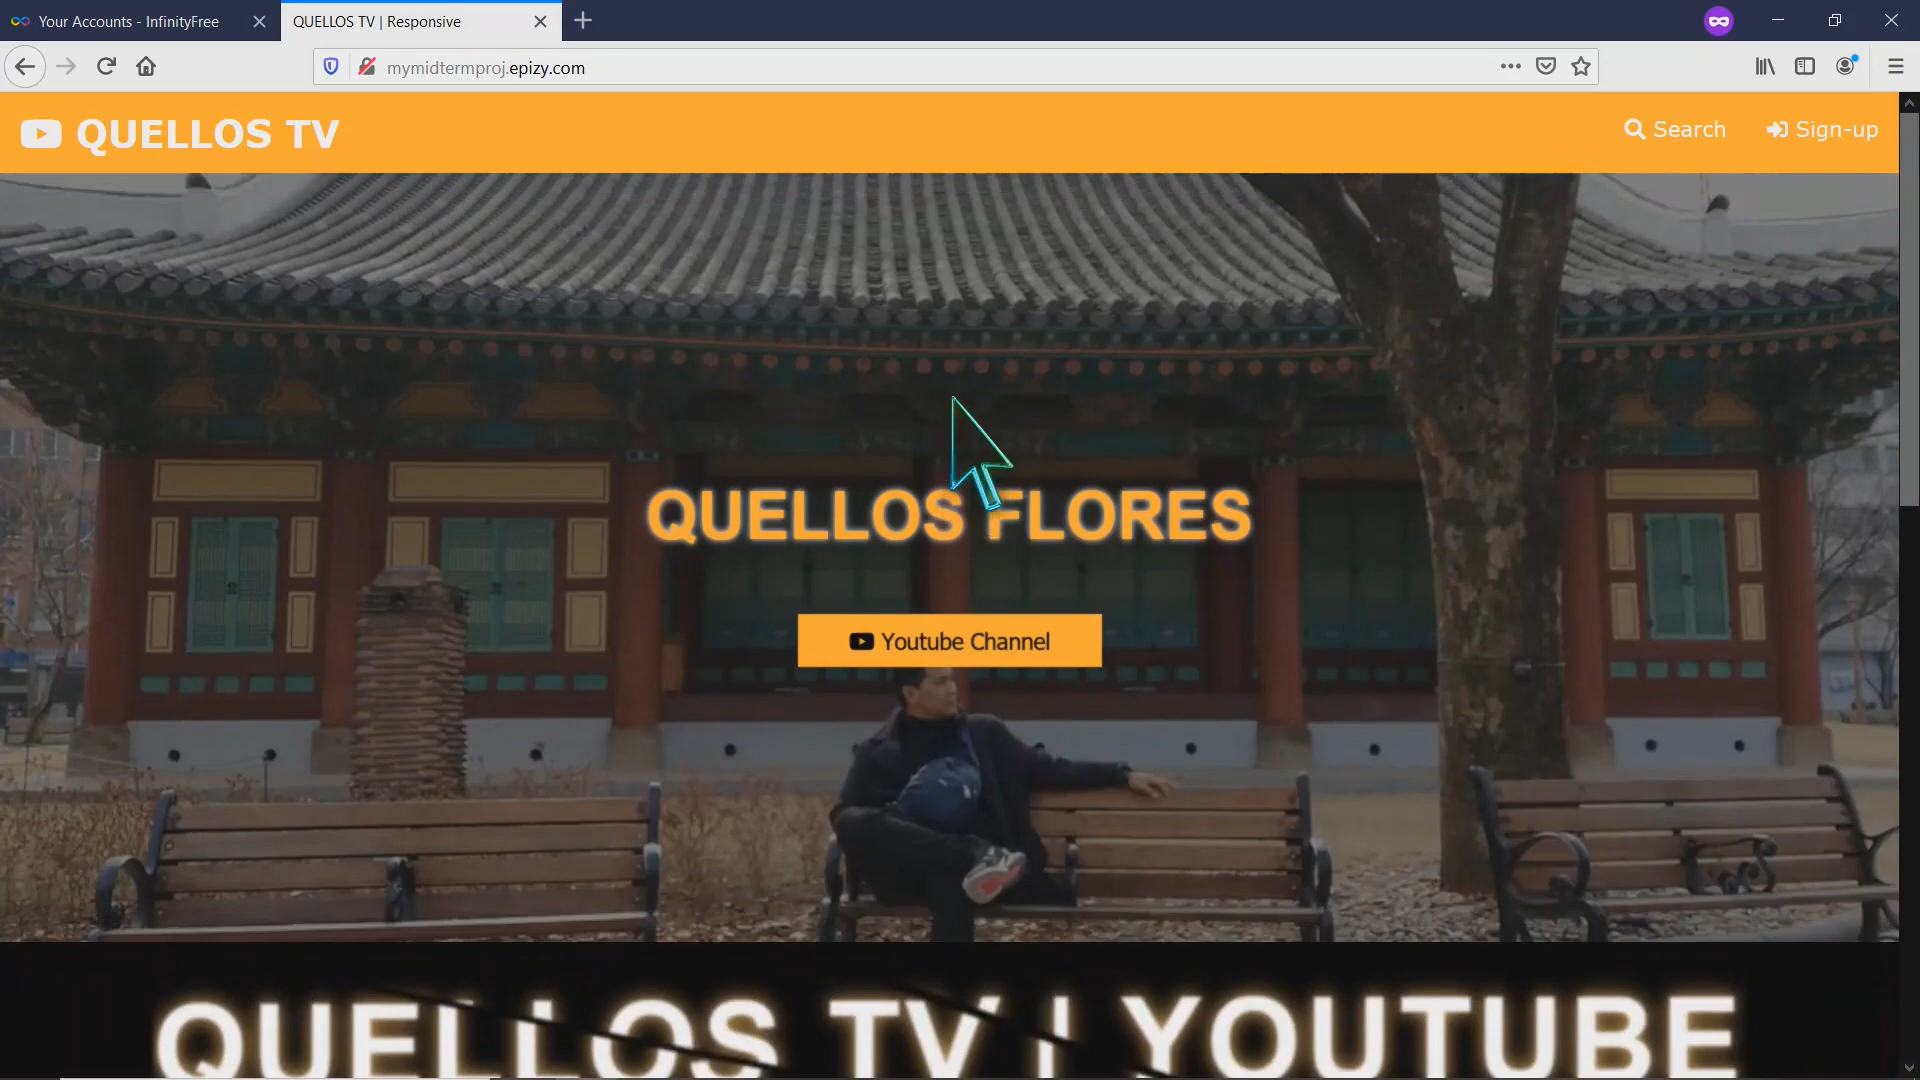 Your Accounts - InfinityFree
QUELLOS TV | Responsive
mymidtermproj.epizy.com
QUELLOS TV
Search
Sign-up
QUELLOS FLORES
Youtube Channel
QUELLOS TV | YOUTUBE